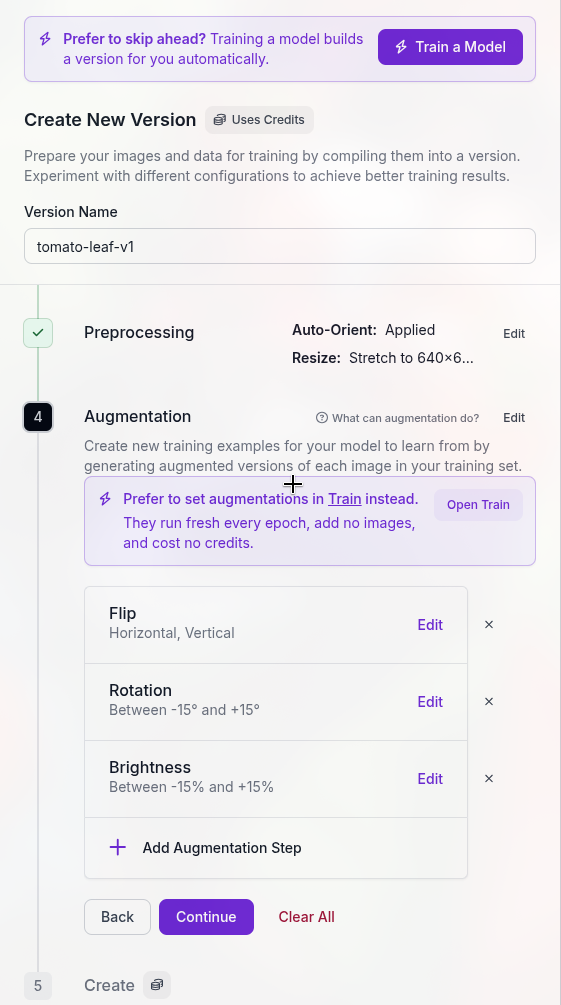 Prefer to skip ahead? Training a model builds
a version for you automatically.
Train a Model
Create New Version
Uses Credits
Prepare your images and data for training by compiling them into a version.
Experiment with different configurations to achieve better training results.
Version Name
tomato-leaf-v1
Preprocessing
Auto-Orient: Applied
Edit
Resize: Stretch to 640×6...
4
Augmentation
What can augmentation do?
Edit
Create new training examples for your model to learn from by
generating augmented versions of each image in your training set.
Prefer to set augmentations in Train instead.
They run fresh every epoch, add no images,
and cost no credits.
Open Train
Flip
Horizontal, Vertical
Edit
×
Rotation
Between -15° and +15°
Edit
×
Brightness
Between -15% and +15%
Edit
×
Add Augmentation Step
Back
Continue
Clear All
5
Create